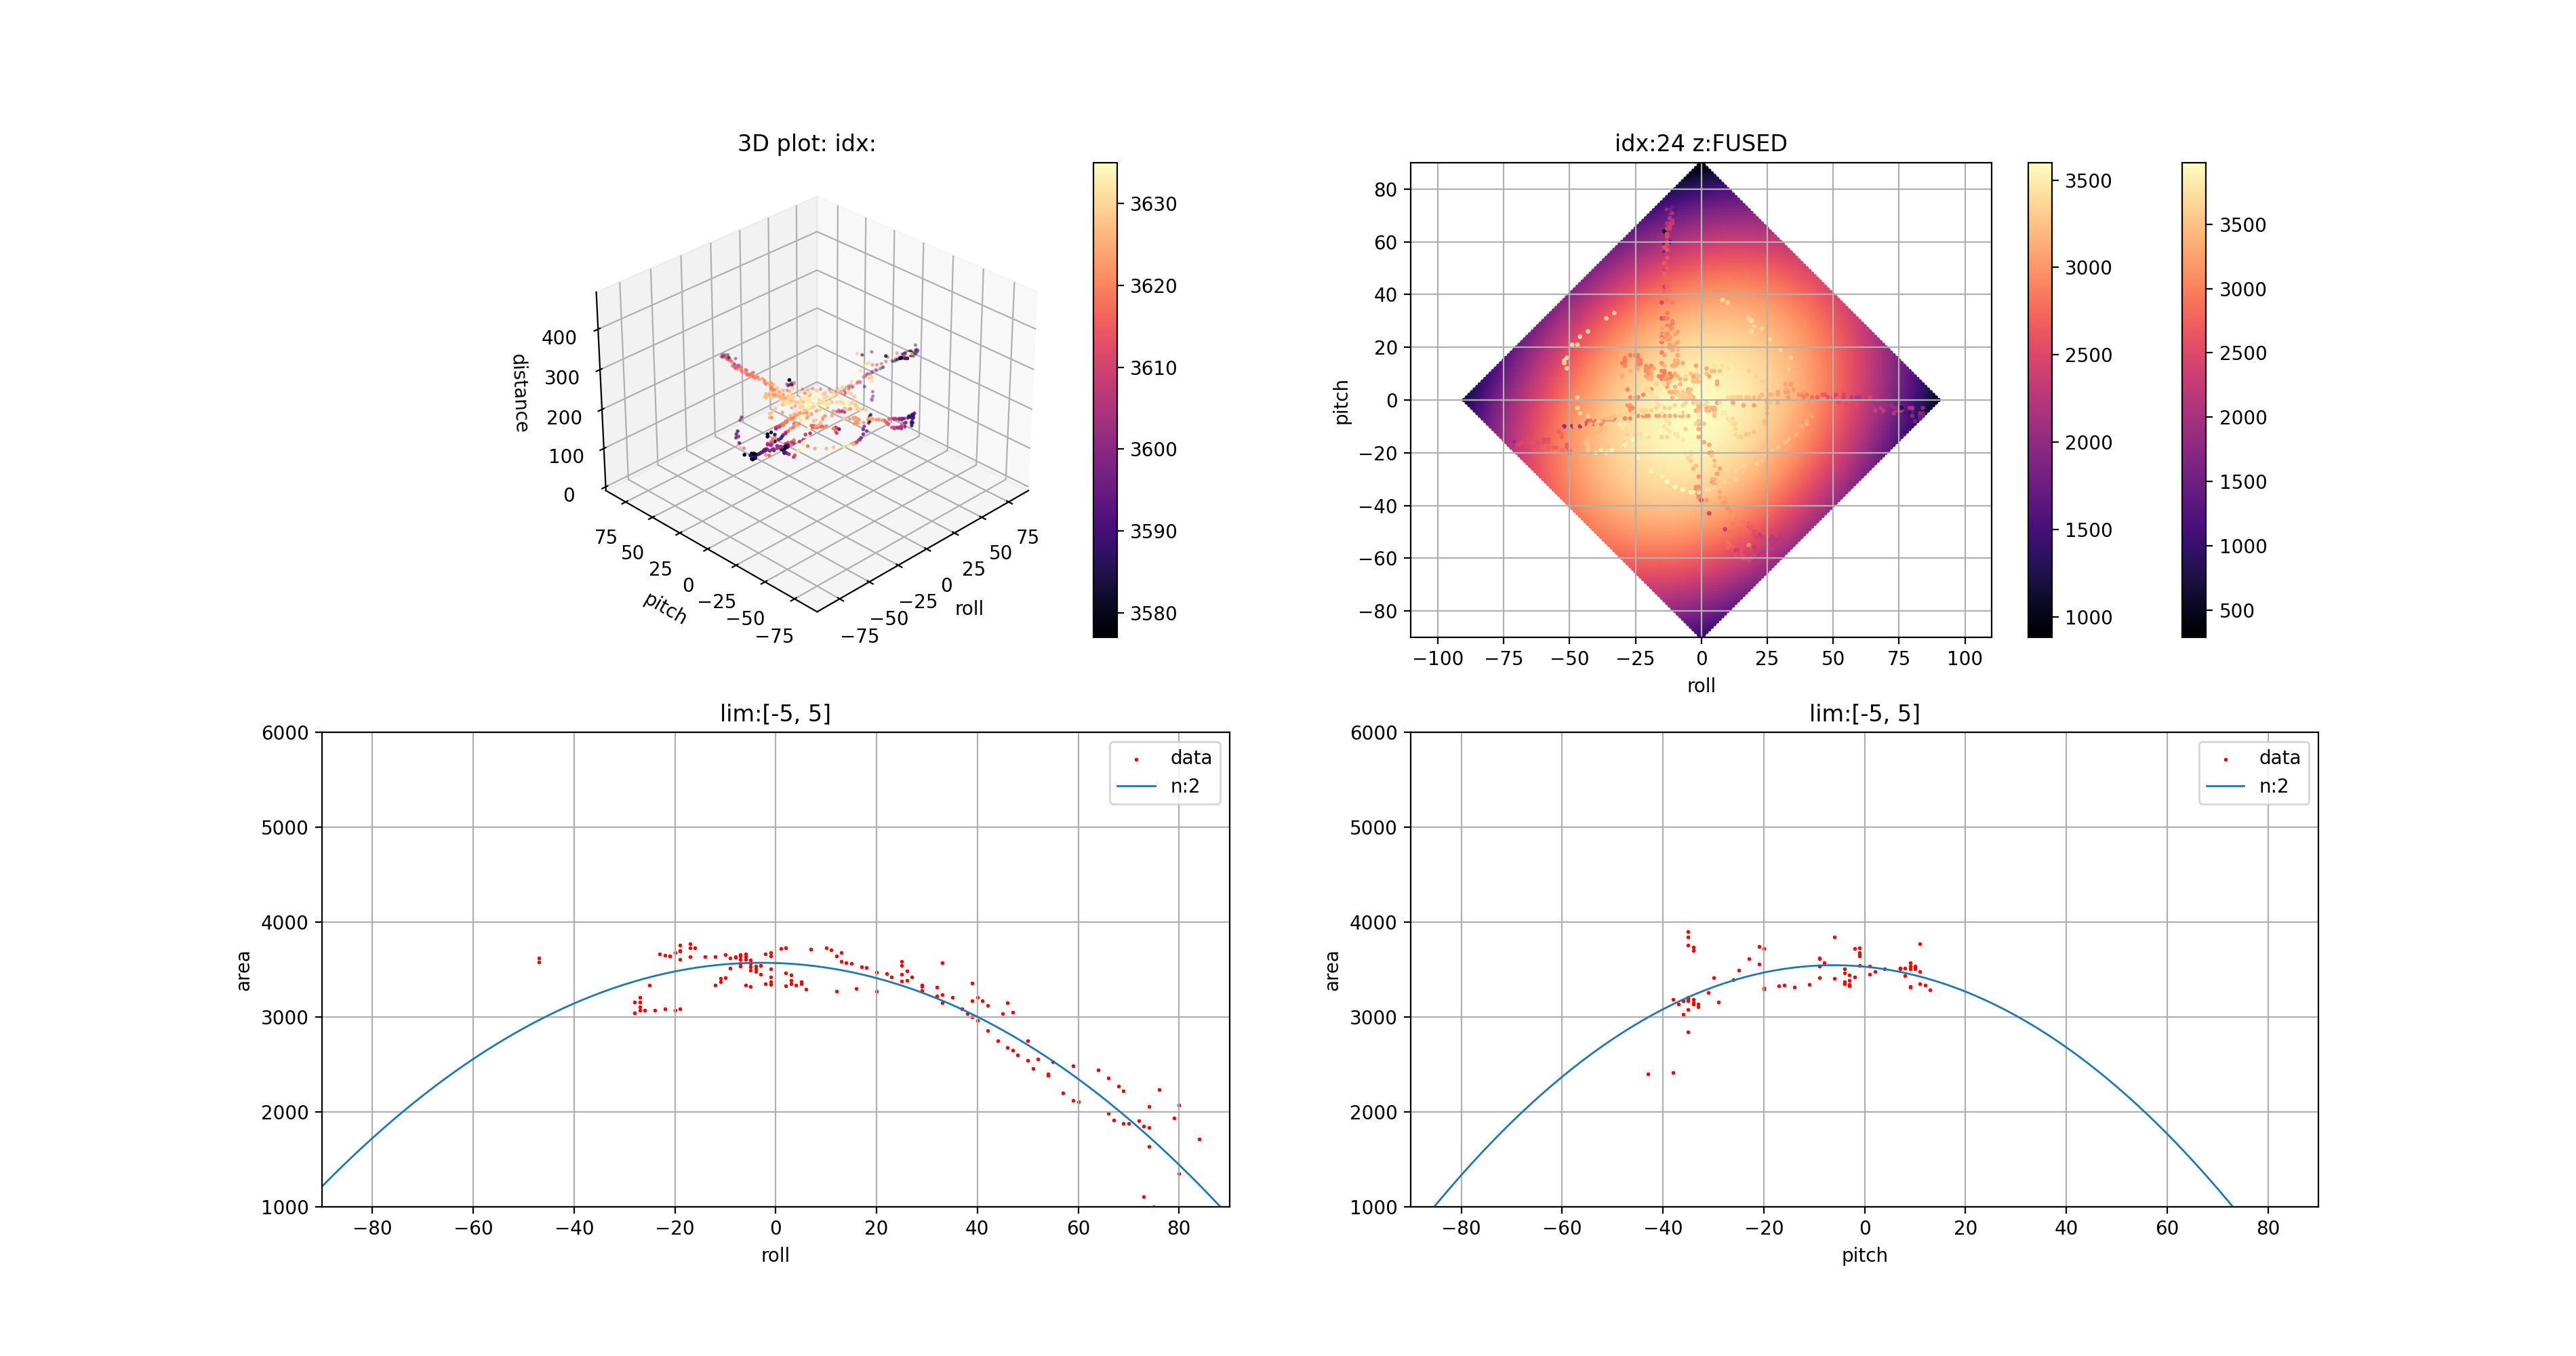 3D plot: idx:
400
300
200
100
0
distance
75
50
25
0
−25
−50
−75
pitch
−75
−50
−25
0
25
50
75
roll
3630
3620
3610
3600
3590
3580
idx:24 z:FUSED
80
60
40
20
0
−20
−40
−60
−80
pitch
−100 −75 −50 −25 0 25 50 75 100
roll
3500
3000
2500
2000
1500
1000
3500
3000
2500
2000
1500
1000
500
lim:[-5, 5]
6000
5000
4000
3000
2000
1000
area
data
n:2
−80 −60 −40 −20 0 20 40 60 80
roll
lim:[-5, 5]
6000
5000
4000
3000
2000
1000
area
data
n:2
−80 −60 −40 −20 0 20 40 60 80
pitch